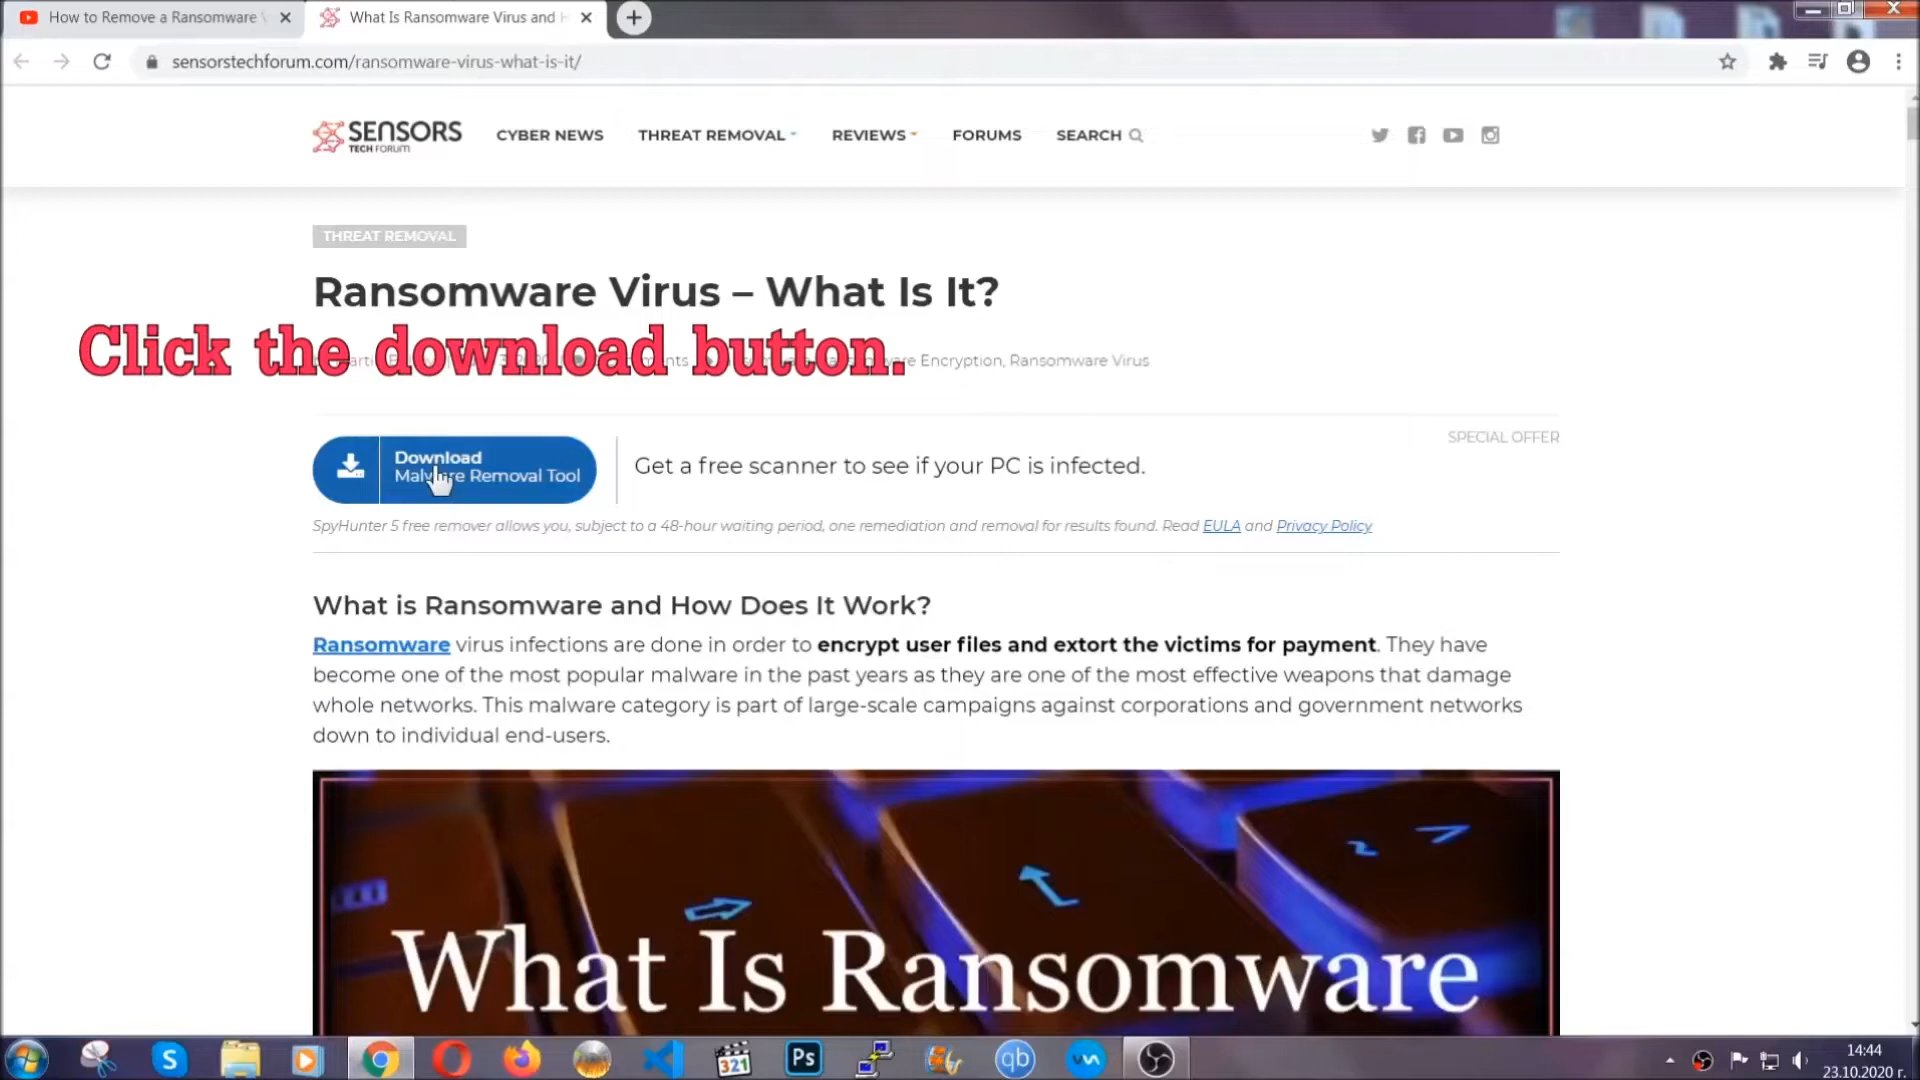 How to Remove a Ransomware
What Is Ransomware Virus and
sensorstechforum.com/ransomware-virus-what-is-it/
SENSORS
TECH FORUM
CYBER NEWS
THREAT REMOVAL
REVIEWS
FORUMS
SEARCH
THREAT REMOVAL
Ransomware Virus – What Is It?
Click the download button.
Encryption, Ransomware Virus
SPECIAL OFFER
Download
Malware Removal Tool
Get a free scanner to see if your PC is infected.
SpyHunter 5 free remover allows you, subject to a 48-hour waiting period, one remediation and removal for results found. Read EULA and Privacy Policy
What is Ransomware and How Does It Work?
Ransomware virus infections are done in order to encrypt user files and extort the victims for payment. They have
become one of the most popular malware in the past years as they are one of the most effective weapons that damage
whole networks. This malware category is part of large-scale campaigns against corporations and government networks
down to individual end-users.
What Is Ransomware
S
321
Ps
qb
14:44
23.10.2020 г.